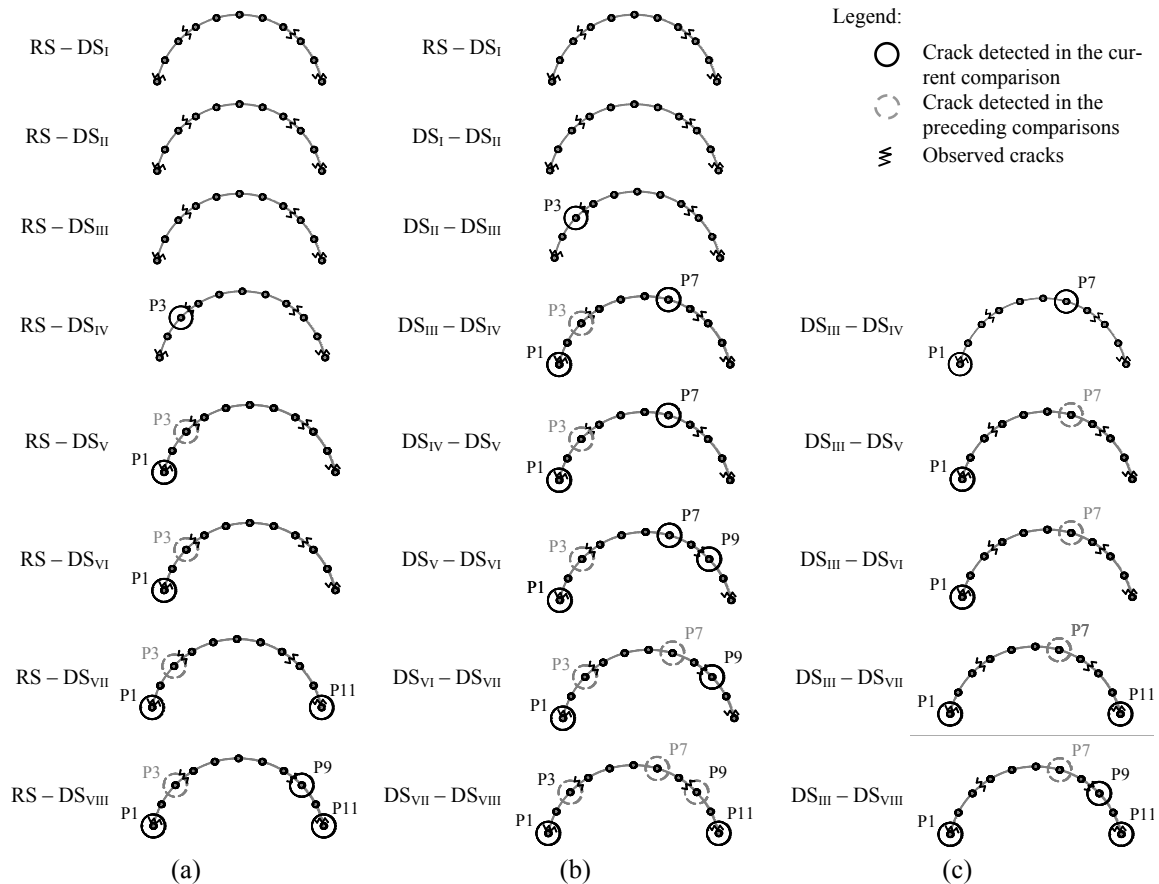 Legend:
Crack detected in the cur-
rent comparison
Crack detected in the
preceding comparisons
Observed cracks
RS – DSI
RS – DSI
RS – DSII
DSI – DSII
RS – DSIII
P3
DSII – DSIII
P3
RS – DSIV
P7
P3
P1
DSIII – DSIV
P7
P1
DSIII – DSIV
P3
P1
RS – DSV
P7
P3
P1
DSIV – DSV
P7
P1
DSIII – DSV
P3
P1
RS – DSVI
P7
P9
P3
P1
DSV – DSVI
P7
P1
DSIII – DSVI
P3
P1
P11
RS – DSVII
P7
P9
P3
P1
DSVI – DSVII
P7
P1
P11
DSIII – DSVII
P3
P9
P1
P11
RS – DSVIII
P7
P3
P9
P1
P11
DSVII – DSVIII
P7
P9
P1
P11
DSIII – DSVIII
(a)
(b)
(c)